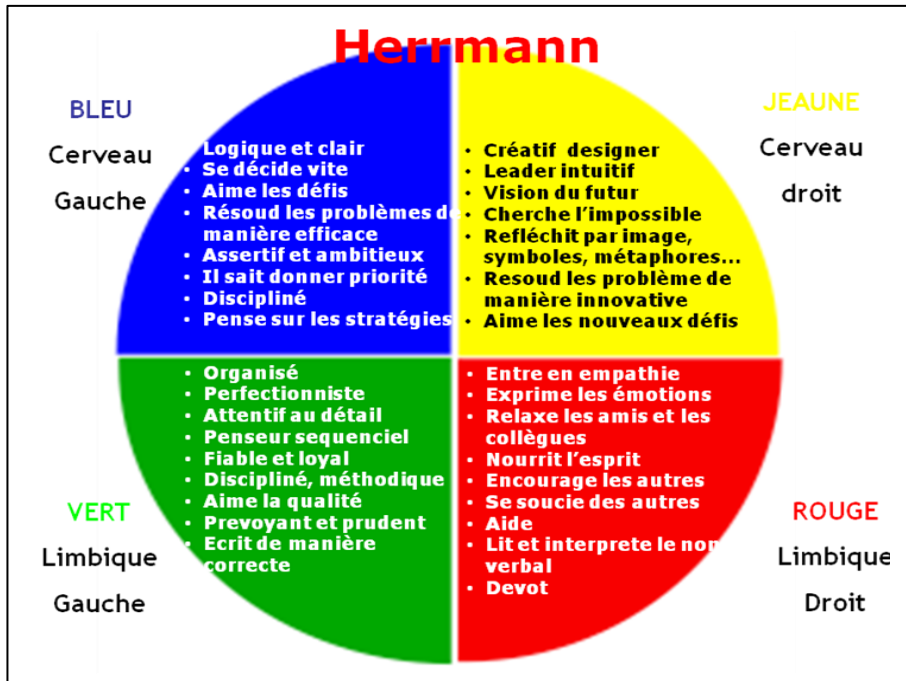 Herrmann
BLEU
Cerveau
Gauche
Logique et clair
• Se décide vite
• Aime les défis
• Résoud les problèmes de
manière efficace
• Assertif et ambitieux
• Il sait donner priorité
• Discipliné
• Pense sur les stratégies
JEAUNE
Cerveau
droit
• Créatif designer
• Leader intuitif
• Vision du futur
• Cherche l'impossible
• Refléchit par image,
symboles, métaphores...
• Resoud les problème de
manière innovative
• Aime les nouveaux défis
VERT
Limbique
Gauche
• Organisé
• Perfectionniste
• Attentif au détail
• Penseur sequenciel
• Fiable et loyal
• Discipliné, méthodique
• Aime la qualité
• Prevoyant et prudent
• Ecrit de manière
correcte
• Entre en empathie
• Exprime les émotions
• Relaxe les amis et les
collègues
• Nourrit l'esprit
• Encourage les autres
• Se soucie des autres
• Aide
• Lit et interprete le non
verbal
• Devot
ROUGE
Limbique
Droit